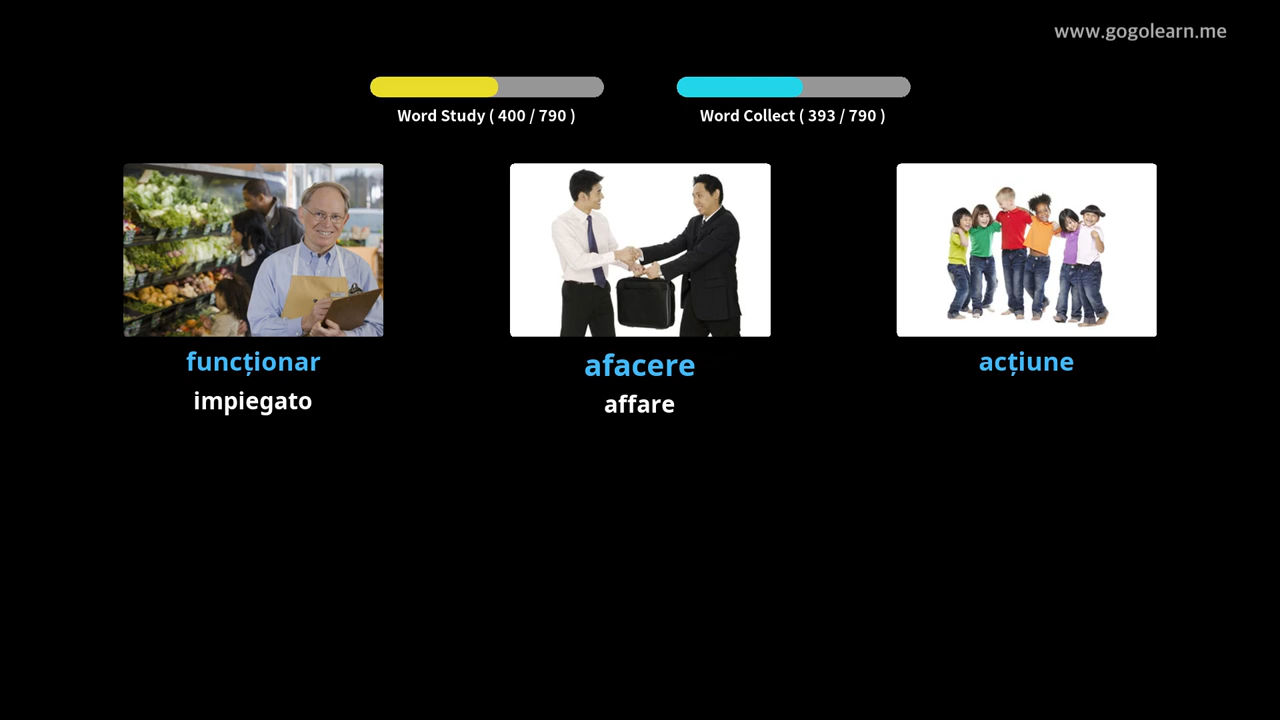 www.gogolearn.me
Word Study ( 400 / 790 )
Word Collect ( 393 / 790 )
funcționar
afacere
acțiune
impiegato
affare